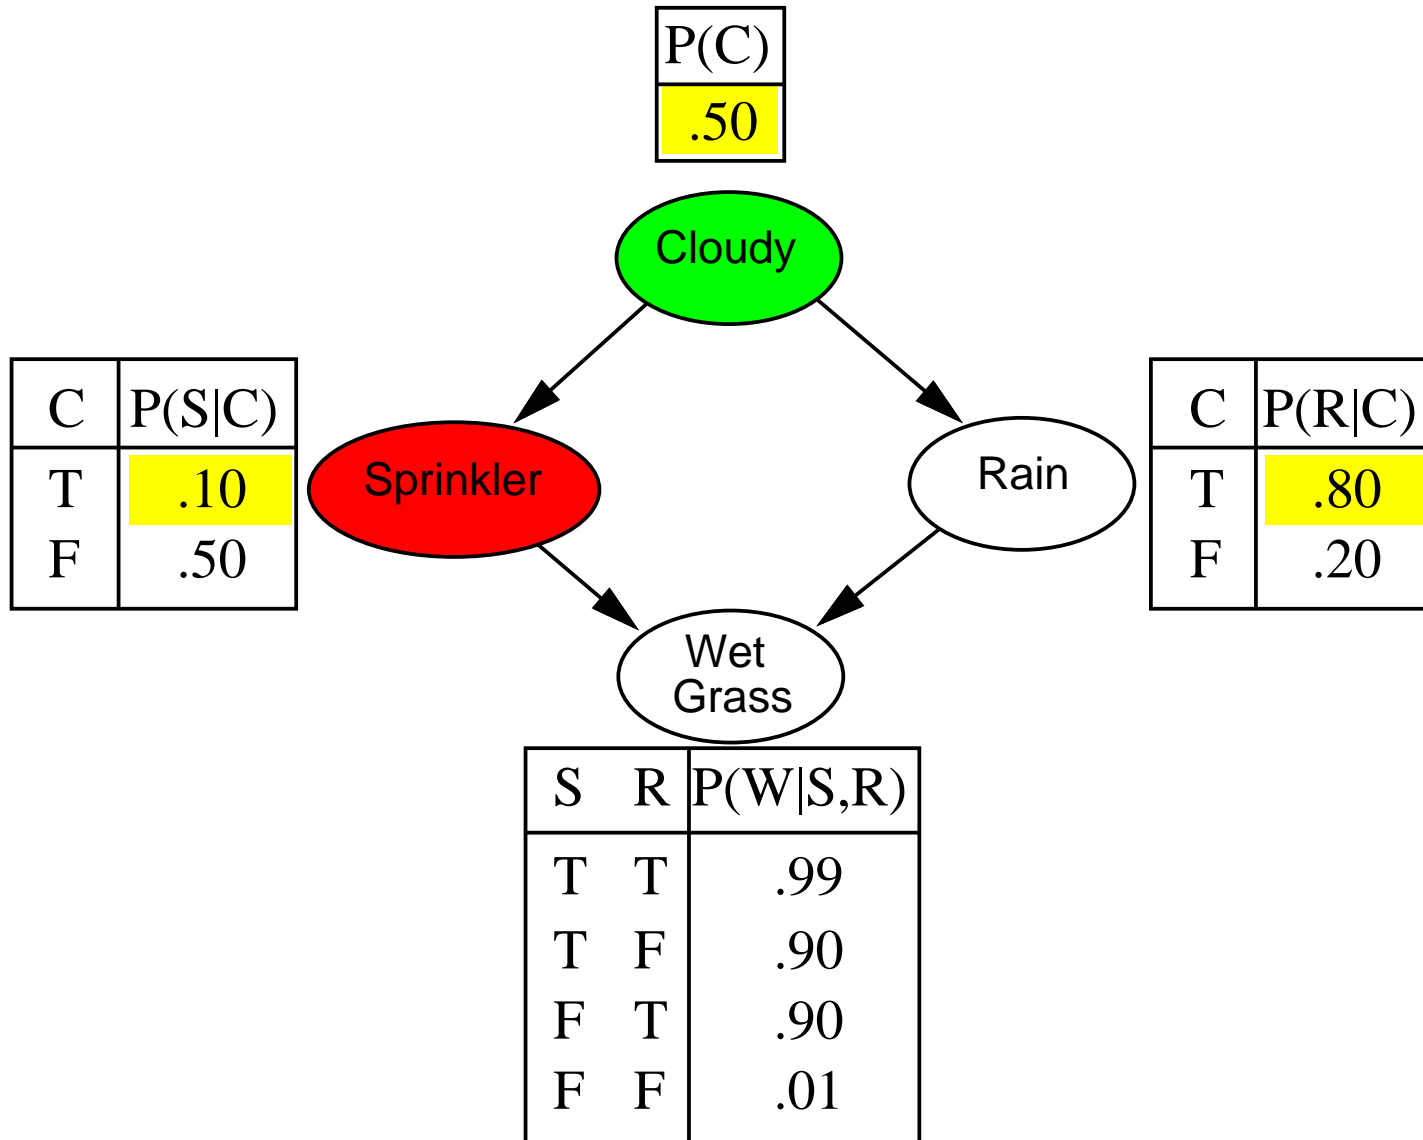 P(C)
.50
Cloudy
C P(S|C)
T .10
F .50
Sprinkler
Rain
C P(R|C)
T .80
F .20
Wet
Grass
S R P(W|S,R)
T T .99
T F .90
F T .90
F F .01